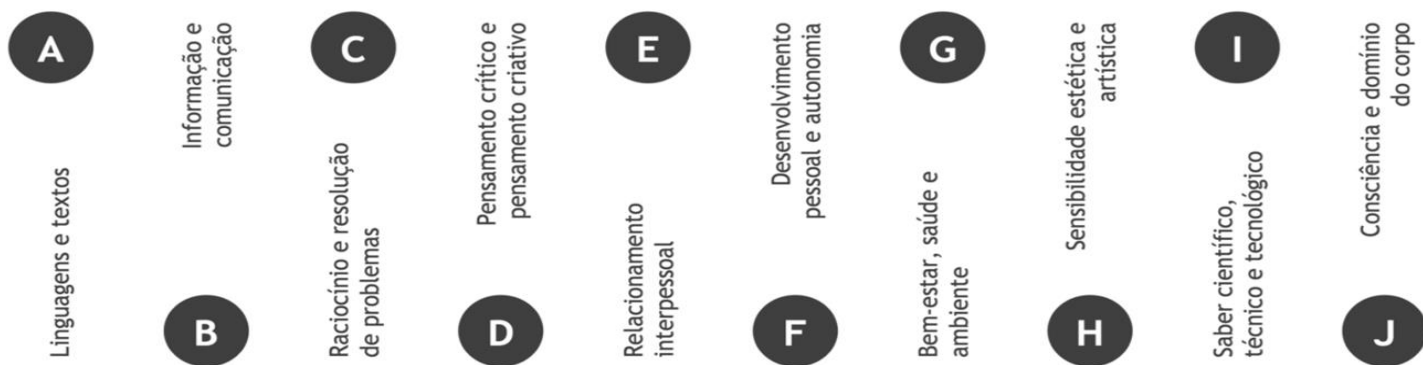 A
Linguagens e textos
B
Informação e
comunicação
C
Raciocínio e resolução
de problemas
D
Pensamento crítico e
pensamento criativo
E
Relacionamento
interpessoal
F
Desenvolvimento
pessoal e autonomia
G
Bem-estar, saúde e
ambiente
H
Sensibilidade estética e
artística
I
Saber científico,
técnico e tecnológico
J
Consciência e domínio
do corpo